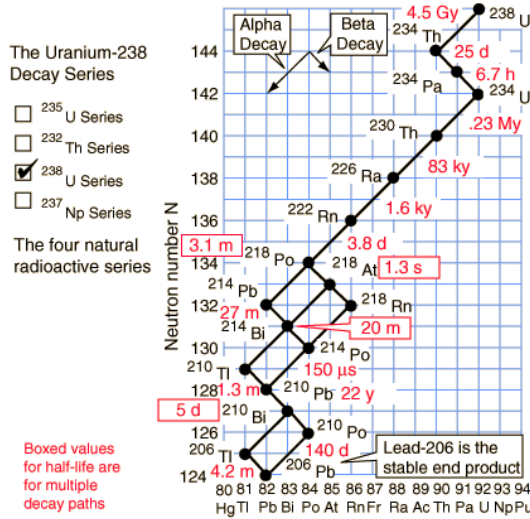 The Uranium-238
Decay Series
235 U Series
232 Th Series
238 U Series
237 Np Series
The four natural
radioactive series
Boxed values
for half-life are
for multiple
decay paths
Neutron number N
144
142
140
138
136
134
132
130
128
126
124
Alpha
Decay
Beta
Decay
4.5 Gy
238 U
234 Th
25 d
6.7 h
234 Pa
234 U
.23 My
230 Th
83 ky
226 Ra
1.6 ky
222 Rn
3.8 d
3.1 m
218 Po
218 At
1.3 s
214 Pb
27 m
218 Rn
214 Bi
20 m
214 Po
150 μs
210 Tl
1.3 m
210 Pb
22 y
5 d
210 Bi
210 Po
140 d
206 Tl
4.2 m
206 Pb
Lead-206 is the
stable end product
80 81 82 83 84 85 86 87 88 89 90 91 92 93 94
Hg Tl Pb Bi Po At Rn Fr Ra Ac Th Pa U Np Pu